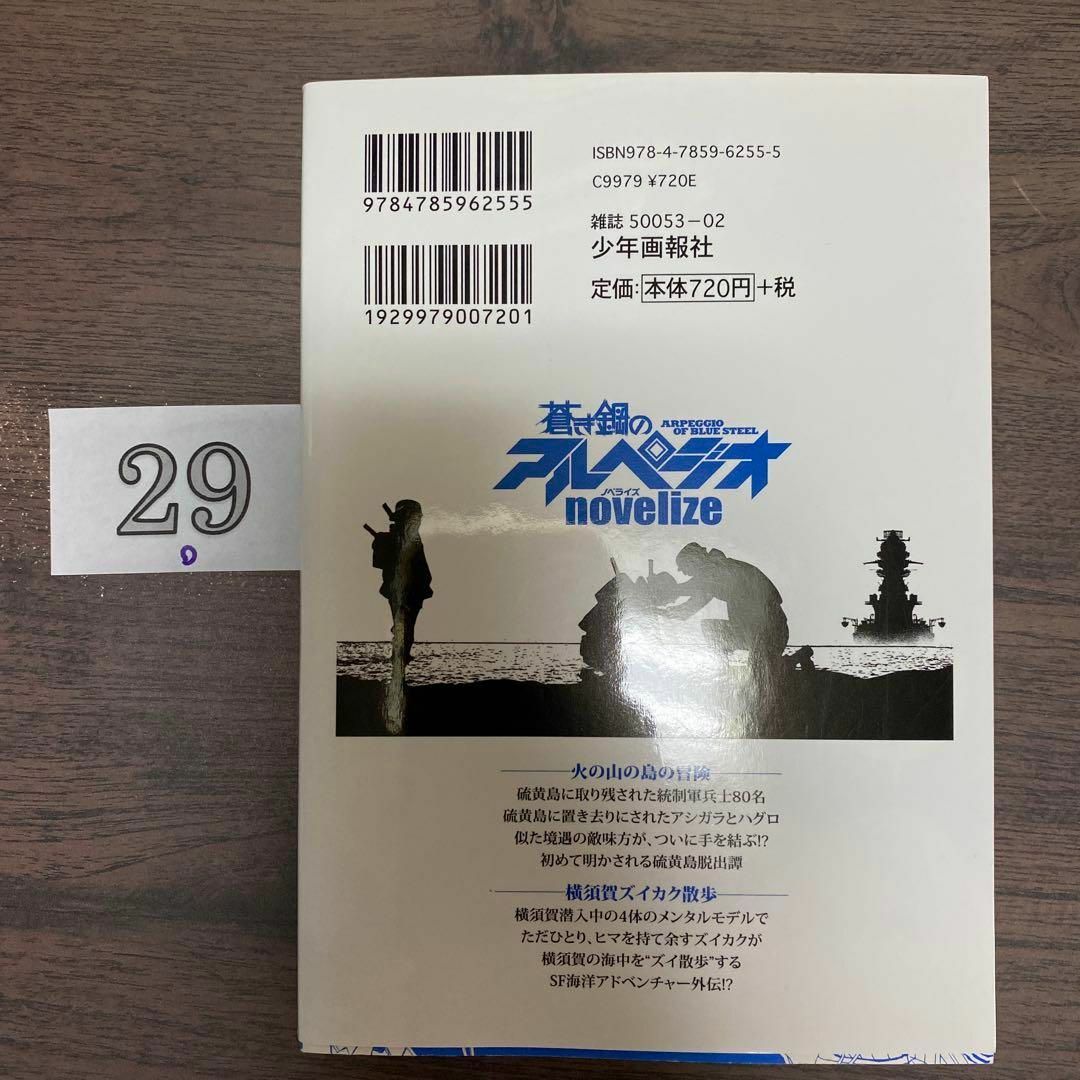 ISBN978-4-7859-6255-5
C9979 ¥720E
9784785962555
雑誌 50053-02
少年画報社
定価:本体720円+税
1929979007201
29
蒼き鋼の
ARPEGGIO
OF BLUE STEEL
アルペジオ
ノベライズ
novelize
火の山の島の冒険
硫黄島に取り残された統制軍兵士80名
硫黄島に置き去りにされたアシガラとハグロ
似た境遇の敵味方が、ついに手を結ぶ!?
初めて明かされる硫黄島脱出譚
横須賀ズイカク散歩
横須賀潜入中の4体のメンタルモデルで
ただひとり、ヒマを持て余すズイカクが
横須賀の海中を“ズイ散歩”する
SF海洋アドベンチャー外伝!?